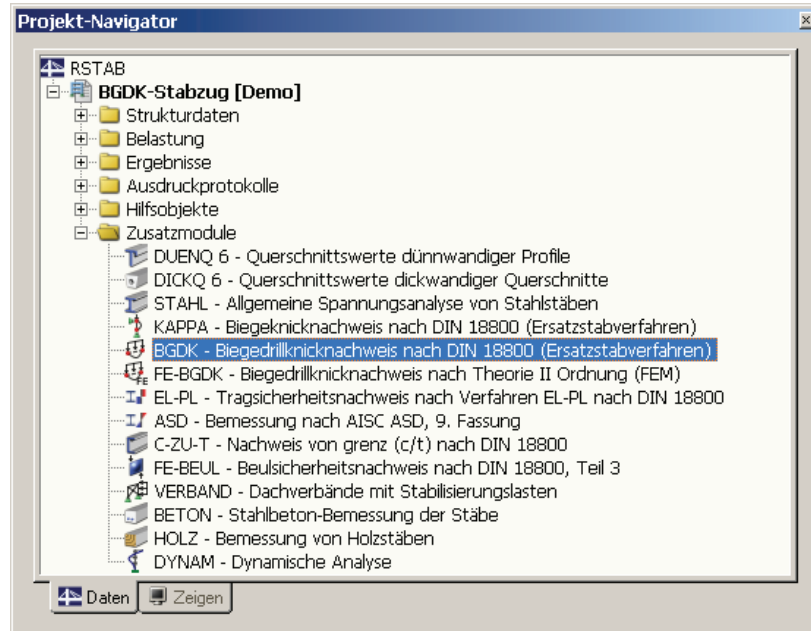 Projekt-Navigator
RSTAB
BGDK-Stabzug [Demo]
Strukturdaten
Belastung
Ergebnisse
Ausdruckprotokolle
Hilfsobjekte
Zusatzmodule
DUENQ 6 - Querschnittswerte dünnwandiger Profile
DICKQ 6 - Querschnittswerte dickwandiger Querschnitte
STAHL - Allgemeine Spannungsanalyse von Stahlstäben
KAPPA - Biegeknicknachweis nach DIN 18800 (Ersatzstabverfahren)
BGDK - Biegedrillknicknachweis nach DIN 18800 (Ersatzstabverfahren)
FE-BGDK - Biegedrillknicknachweis nach Theorie II Ordnung (FEM)
EL-PL - Tragsicherheitsnachweis nach Verfahren EL-PL nach DIN 18800
ASD - Bemessung nach AISC ASD, 9. Fassung
C-ZU-T - Nachweis von grenz (c/t) nach DIN 18800
FE-BEUL - Beulsicherheitsnachweis nach DIN 18800, Teil 3
VERBAND - Dachverbände mit Stabilisierungslasten
BETON - Stahlbeton-Bemessung der Stäbe
HOLZ - Bemessung von Holzstäben
DYNAM - Dynamische Analyse
Daten Zeigen